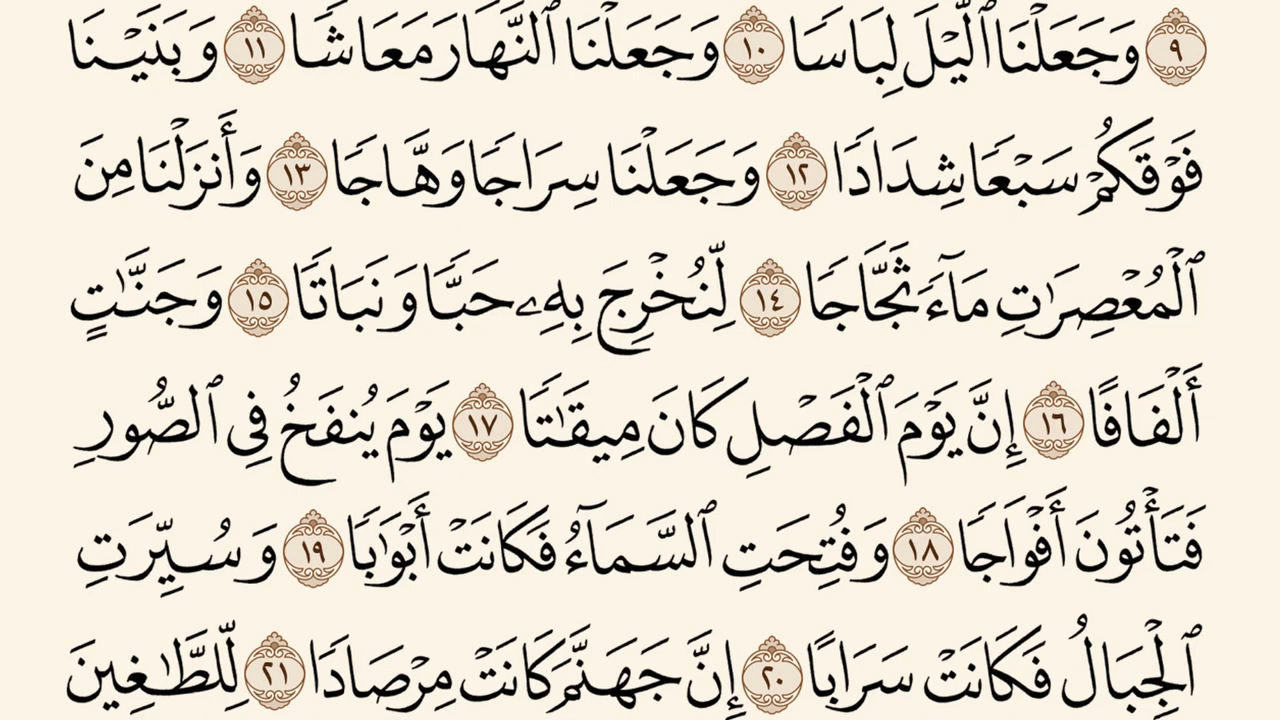 ٩ وَجَعَلۡنَا ٱلَّيۡلَ لِبَاسٗا ١٠ وَجَعَلۡنَا ٱلنَّهَارَ مَعَاشٗا ١١ وَبَنَيۡنَا
فَوۡقَكُمۡ سَبۡعٗا شِدَادٗا ١٢ وَجَعَلۡنَا سِرَاجٗا وَهَّاجٗا ١٣ وَأَنزَلۡنَا مِنَ
ٱلۡمُعۡصِرَٰتِ مَآءٗ ثَجَّاجٗا ١٤ لِّنُخۡرِجَ بِهِۦ حَبّٗا وَنَبَاتٗا ١٥ وَجَنَّٰتٍ
أَلۡفَافًا ١٦ إِنَّ يَوۡمَ ٱلۡفَصۡلِ كَانَ مِيقَٰتٗا ١٧ يَوۡمَ يُنفَخُ فِي ٱلصُّورِ
فَتَأۡتُونَ أَفۡوَاجٗا ١٨ وَفُتِحَتِ ٱلسَّمَآءُ فَكَانَتۡ أَبۡوَٰبٗا ١٩ وَسُيِّرَتِ
ٱلۡجِبَالُ فَكَانَتۡ سَرَابًا ٢٠ إِنَّ جَهَنَّمَ كَانَتۡ مِرۡصَادٗا ٢١ لِّلطَّٰغِينَ